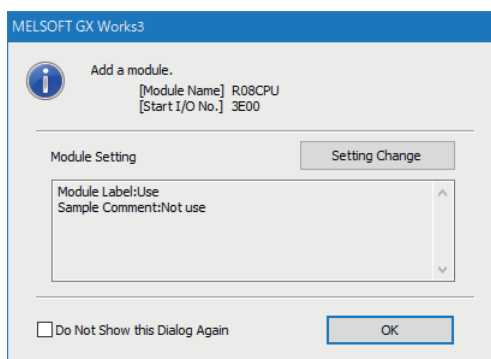 MELSOFT GX Works3
Add a module.
[Module Name] R08CPU
[Start I/O No.] 3E00
Module Setting
Setting Change
Module Label:Use
Sample Comment:Not use
Do Not Show this Dialog Again
OK